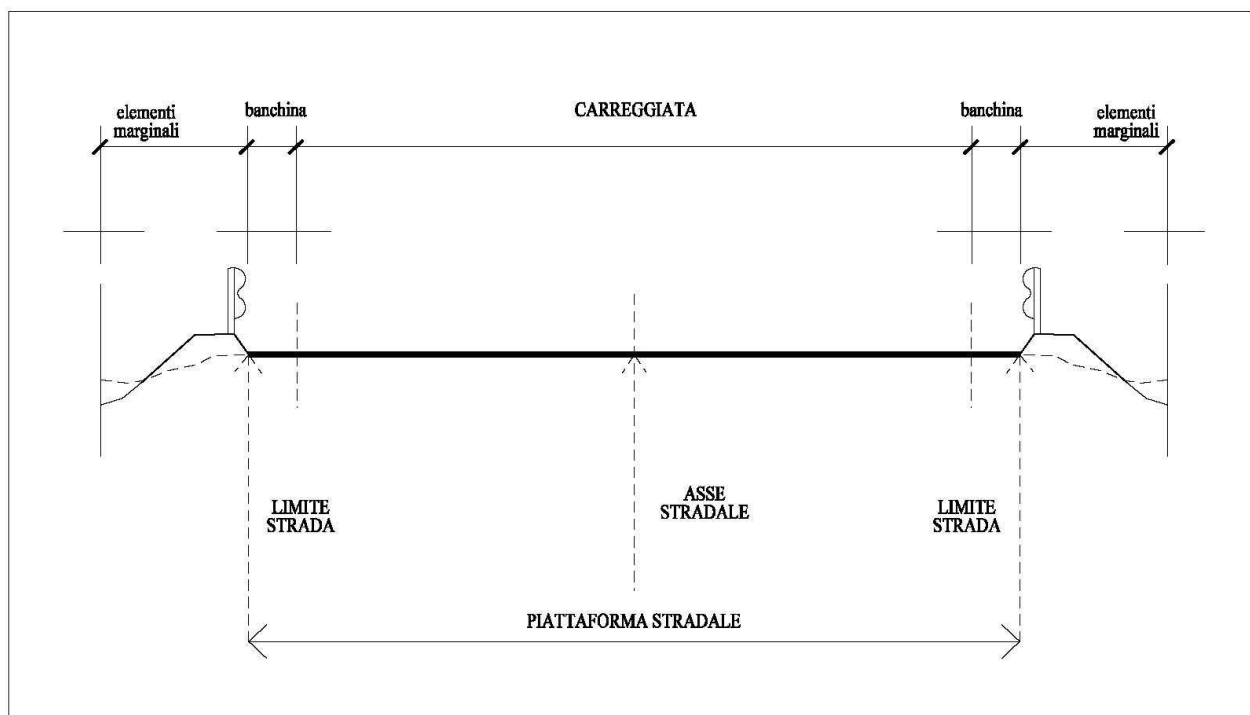 elementi
marginali
banchina
CARREGGIATA
banchina
elementi
marginali
LIMITE
STRADA
ASSE
STRADALE
LIMITE
STRADA
PIATTAFORMA STRADALE